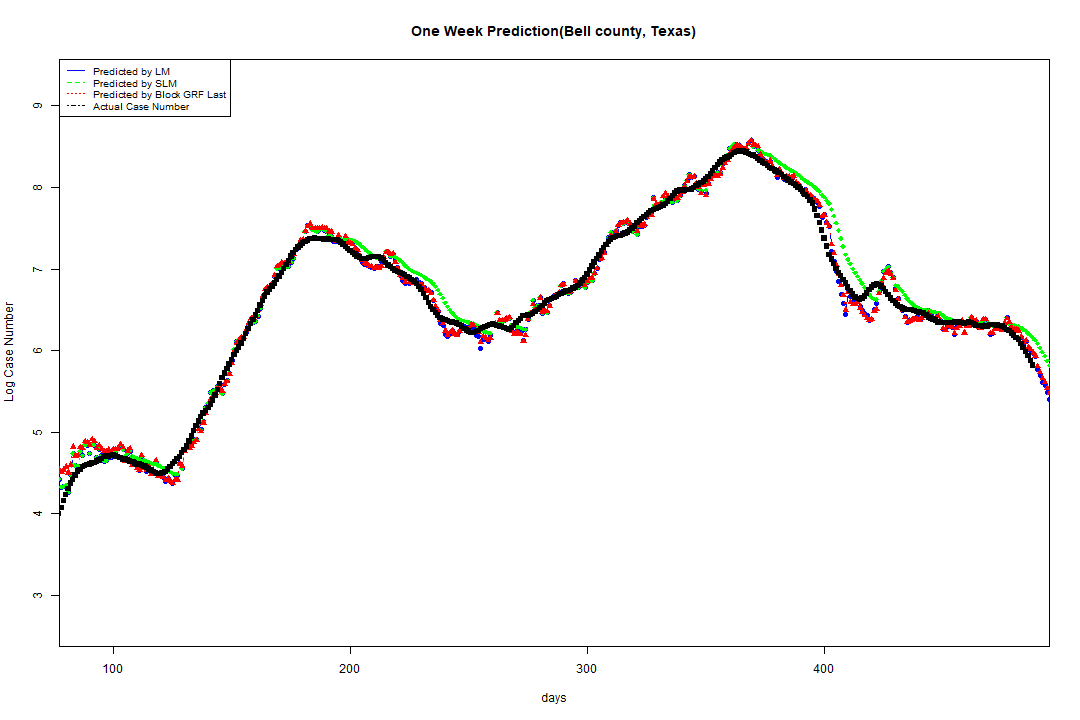 One Week Prediction(Bell county, Texas)
Predicted by LM
Predicted by SLM
Predicted by Block GRF Last
Actual Case Number
9
8
7
6
5
4
3
Log Case Number
100 200 300 400
days